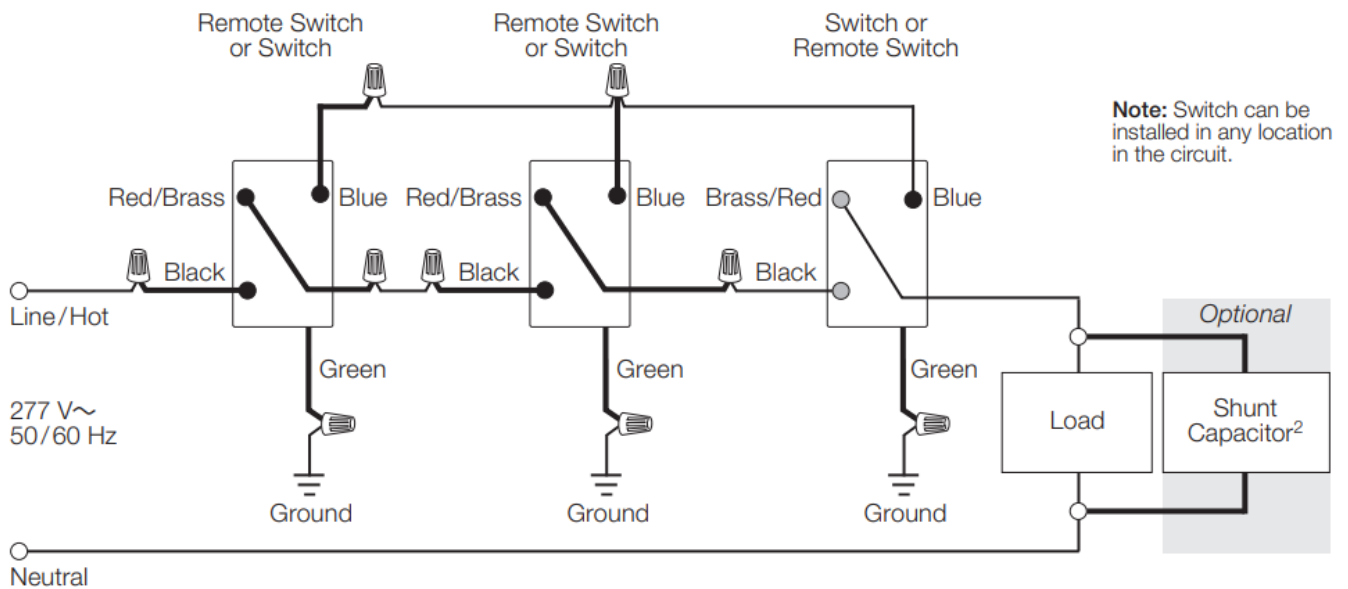 Remote Switch
or Switch
Remote Switch
or Switch
Switch or
Remote Switch
Note: Switch can be
installed in any location
in the circuit.
Red/Brass
Blue
Red/Brass
Blue
Brass/Red
Blue
Black
Black
Black
Line/Hot
Optional
Green
Green
Green
277 V~
50/60 Hz
Load
Shunt
Capacitor²
Ground
Ground
Ground
Neutral